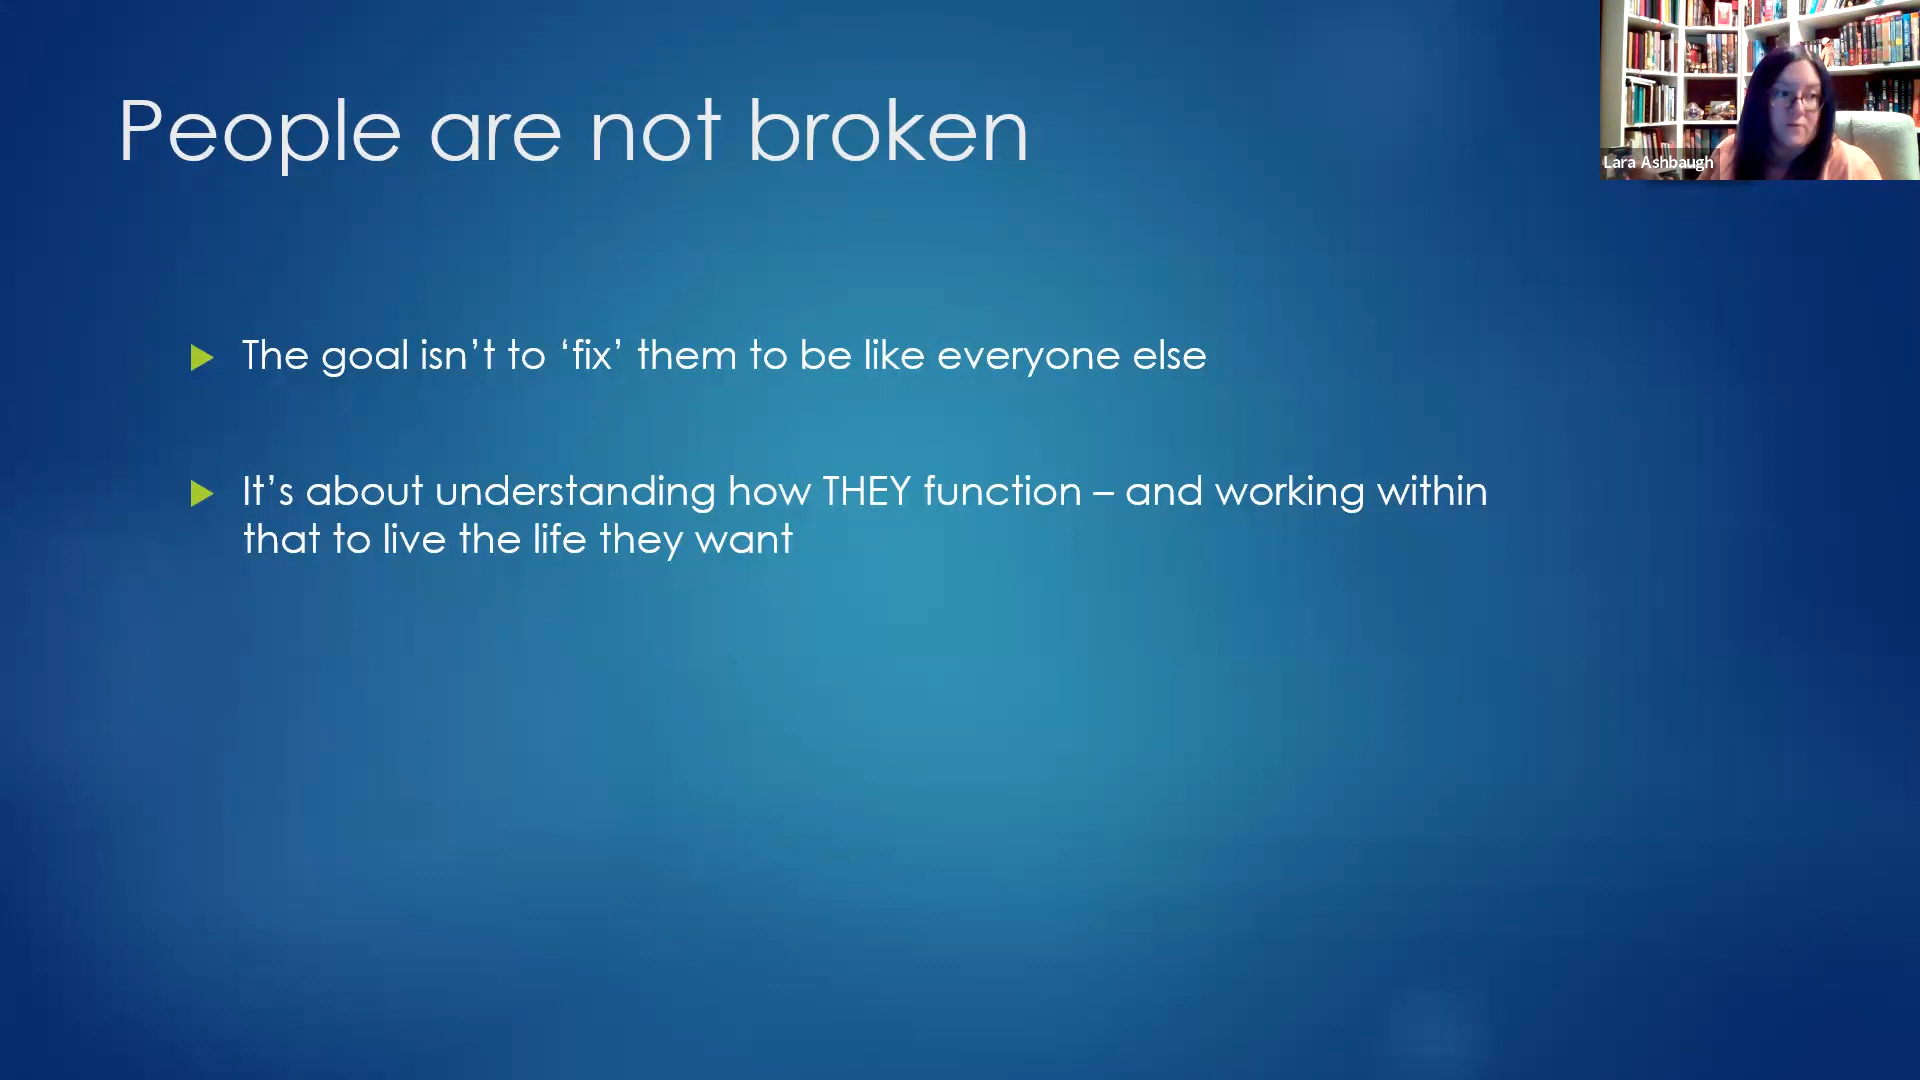 People are not broken
Lara Ashbaugh
The goal isn’t to ‘fix’ them to be like everyone else
It’s about understanding how THEY function – and working within
that to live the life they want